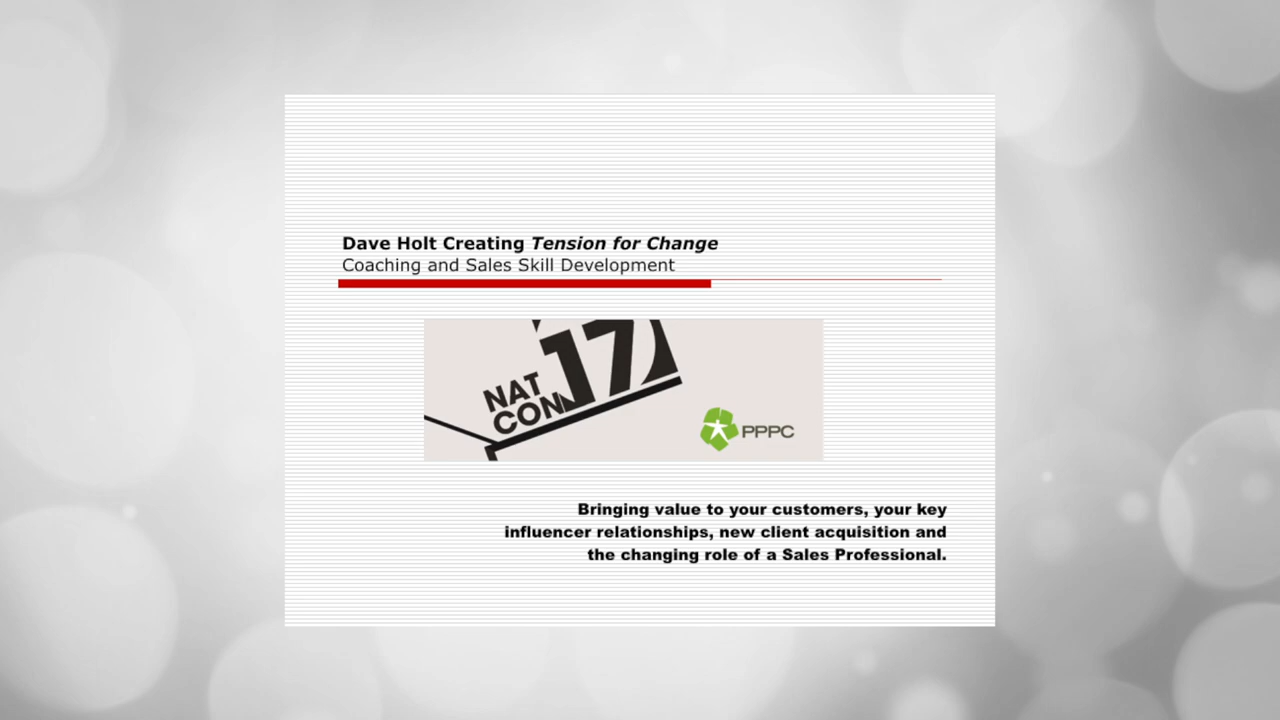 Dave Holt Creating Tension for Change
Coaching and Sales Skill Development
17
NAT
CON
PPPC
Bringing value to your customers, your key
influencer relationships, new client acquisition and
the changing role of a Sales Professional.